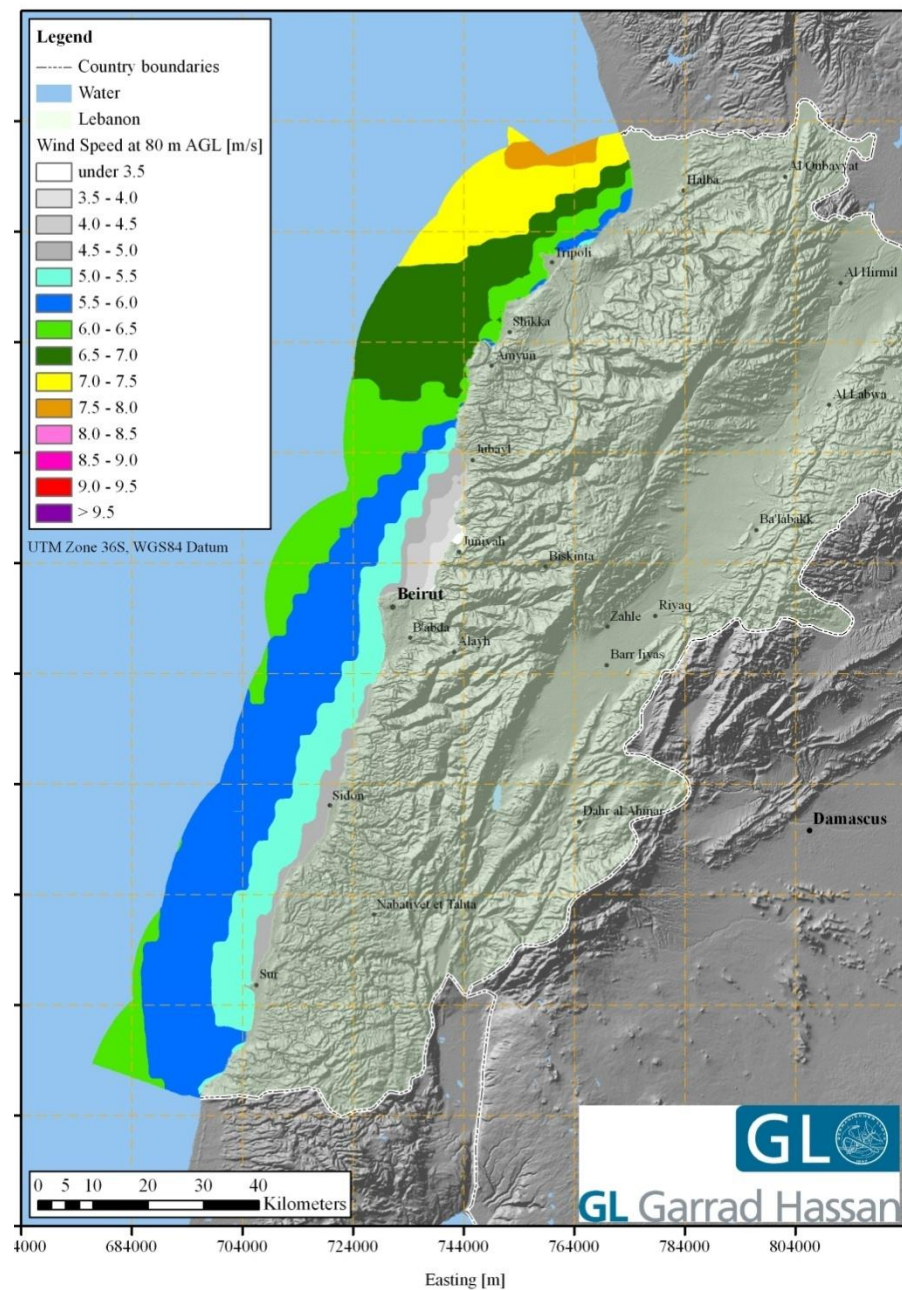 Legend
Country boundaries
Water
Lebanon
Wind Speed at 80 m AGL [m/s]
under 3.5
3.5 - 4.0
4.0 - 4.5
4.5 - 5.0
5.0 - 5.5
5.5 - 6.0
6.0 - 6.5
6.5 - 7.0
7.0 - 7.5
7.5 - 8.0
8.0 - 8.5
8.5 - 9.0
9.0 - 9.5
> 9.5
UTM Zone 36S, WGS84 Datum
Al Qubayyat
Halba
Tripoli
Al Hirmil
Shikka
Amyun
Al Labwa
Jubayl
Ba'labakk
Juniyah
Biskinta
Beirut
Riyaq
Zahle
B'abda
Alayh
Barr Ilyas
Sidon
Dahr al Ahmar
Damascus
Nabatiyet et Tahta
Sur
GL
GL Garrad Hassan
0 5 10 20 30 40
Kilometers
4000 684000 704000 724000 744000 764000 784000 804000
Easting [m]